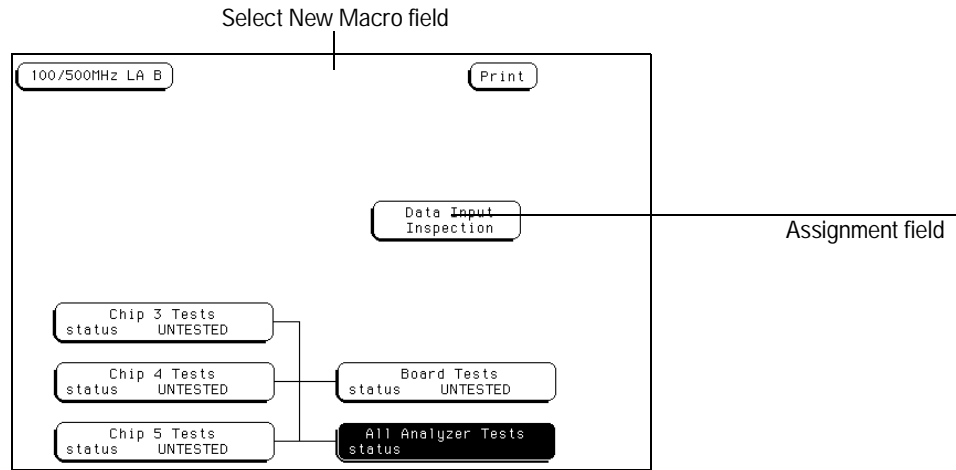 Select New Macro field
100/500MHz LA B
Print
Data Input
Inspection
Assignment field
Chip 3 Tests
status UNTESTED
Chip 4 Tests
status UNTESTED
Board Tests
status UNTESTED
Chip 5 Tests
status UNTESTED
All Analyzer Tests
status